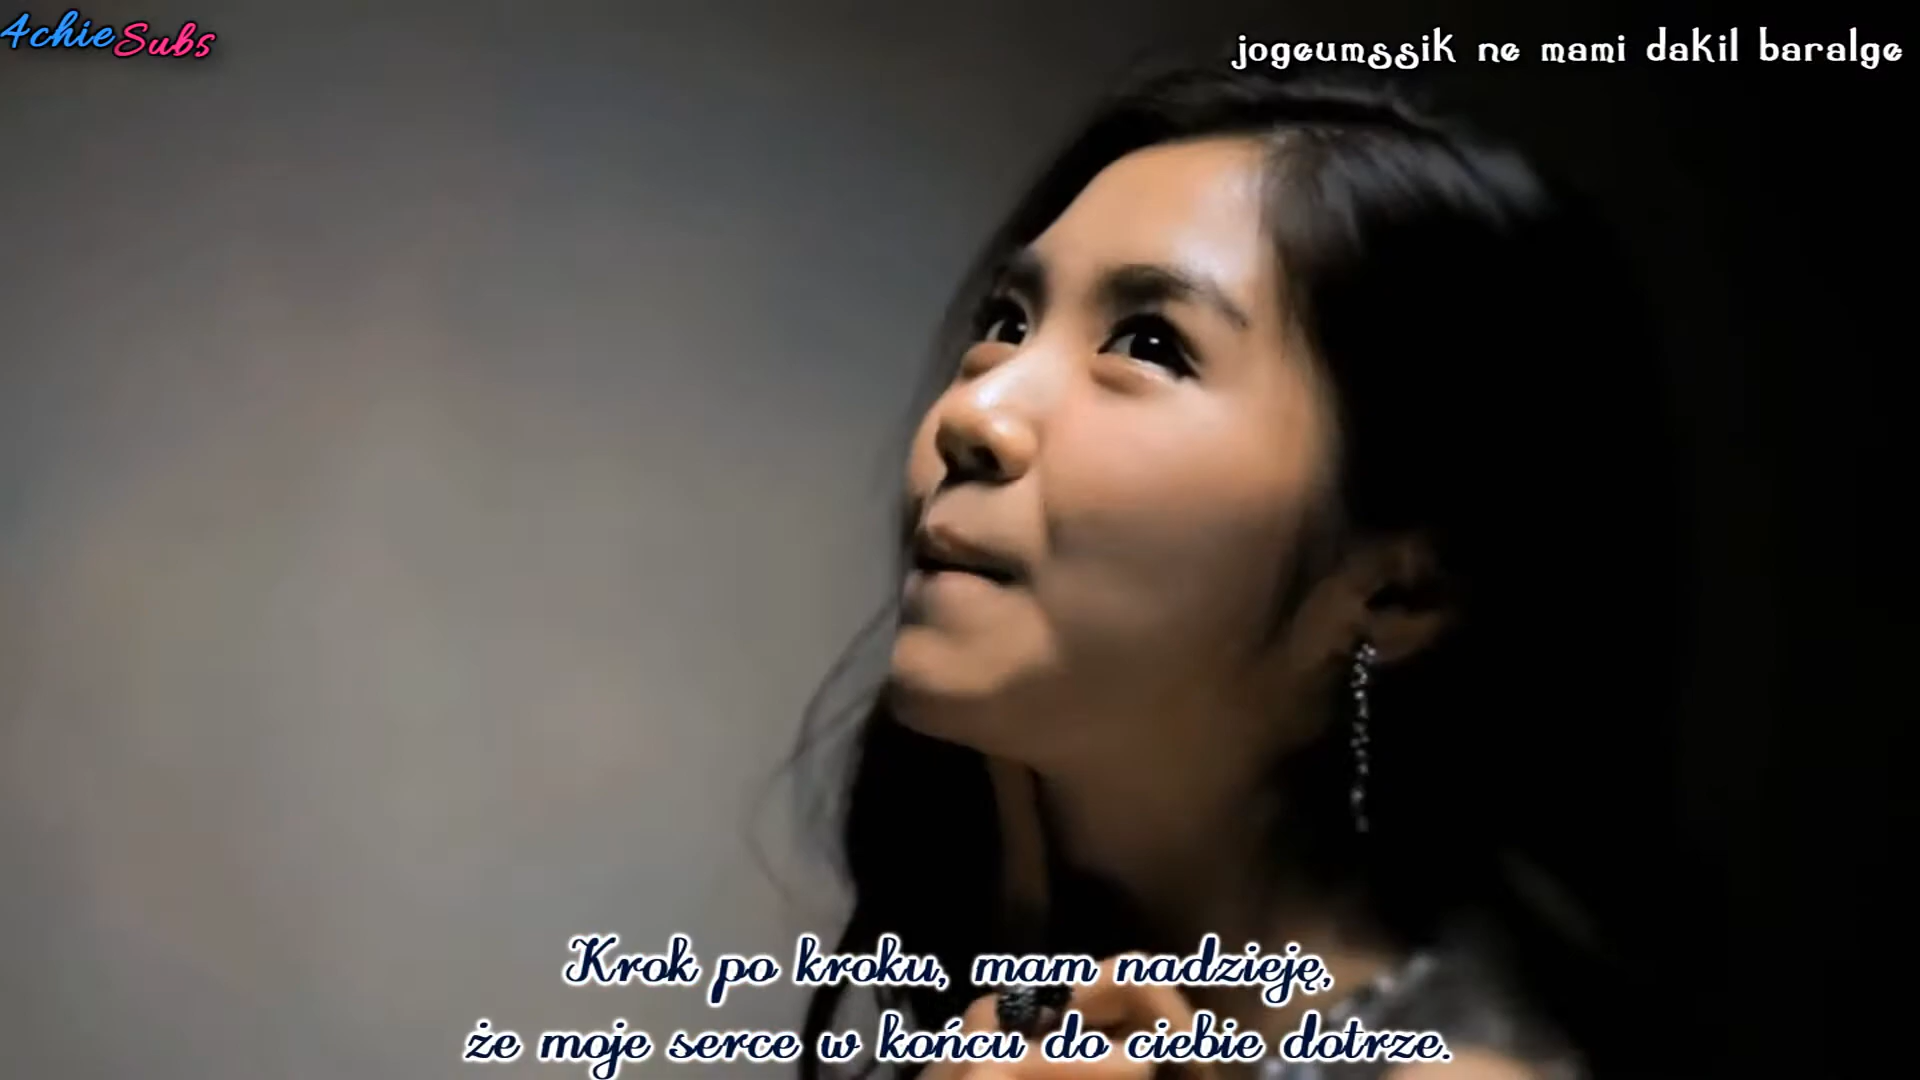 4chieSubs
jogeumssik ne mami dakil baralge
Krok po kroku, mam nadzieję,
że moje serce w końcu do ciebie dotrze.